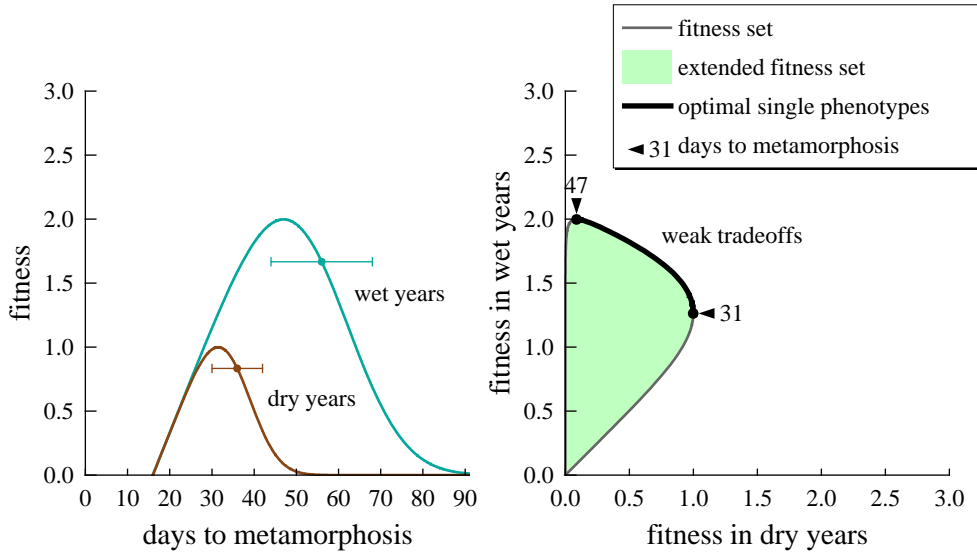 fitness set
extended fitness set
optimal single phenotypes
31 days to metamorphosis
3.0
2.5
2.0
1.5
1.0
0.5
0.0
fitness
wet years
dry years
0 10 20 30 40 50 60 70 80 90
days to metamorphosis
3.0
2.5
2.0
1.5
1.0
0.5
0.0
fitness in wet years
47
weak tradeoffs
31
0.0 0.5 1.0 1.5 2.0 2.5 3.0
fitness in dry years